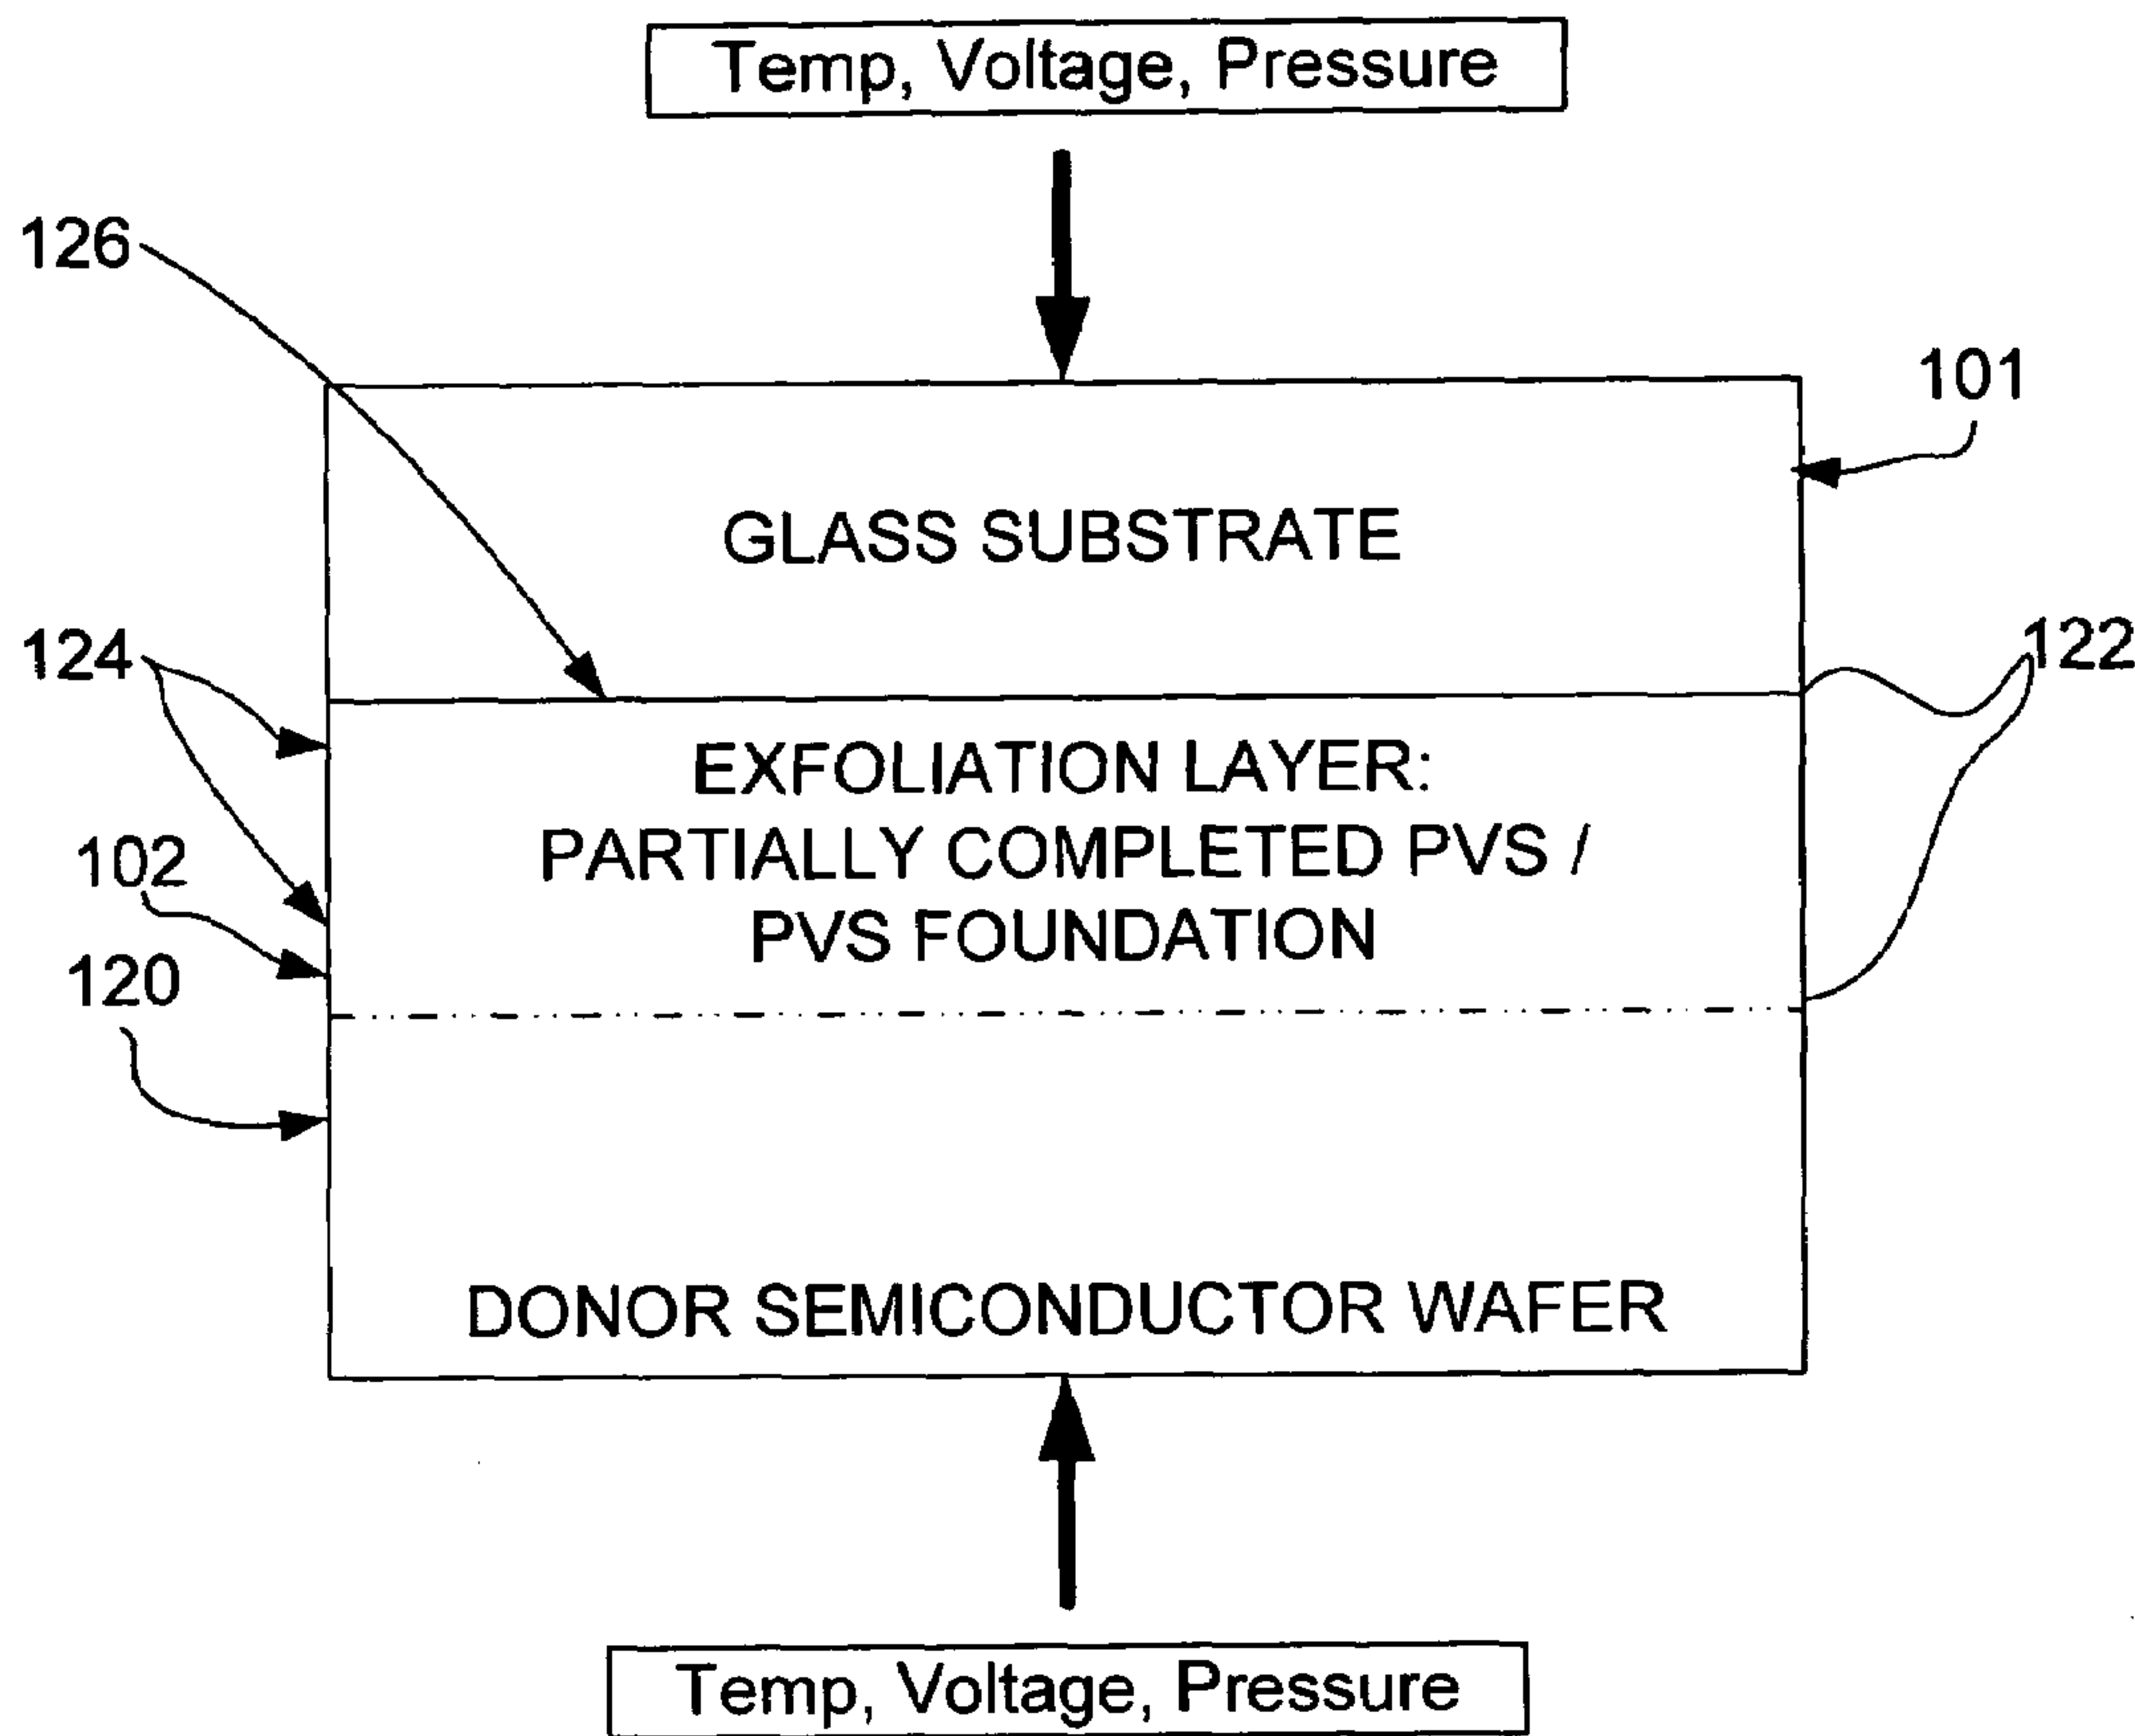 Temp, Voltage, Pressure
126
101
GLASS SUBSTRATE
124
122
EXFOLIATION LAYER:
PARTIALLY COMPLETED PVS /
102
PVS FOUNDATION
120
DONOR SEMICONDUCTOR WAFER
Temp, Voltage, Pressure